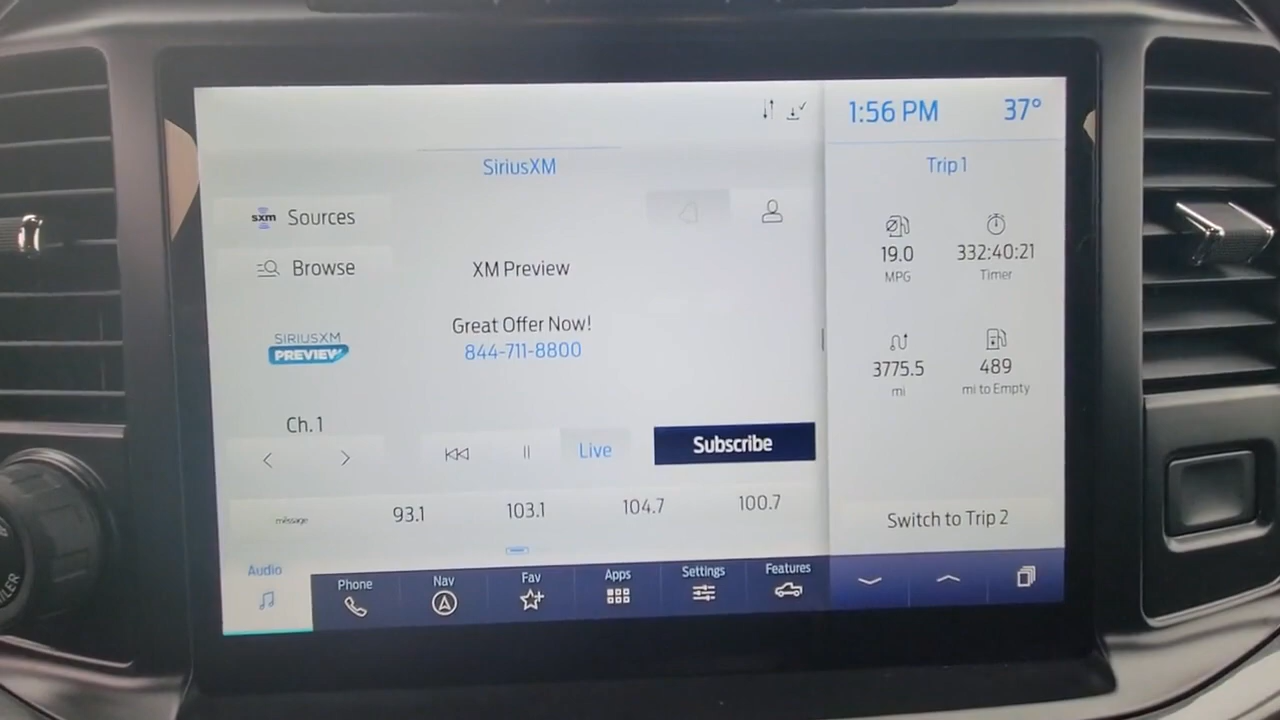 1:56 PM 37°
SiriusXM
sxm Sources
Browse
XM Preview
SIRIUSXM
PREVIEW
Great Offer Now!
844-711-8800
Ch. 1
Live
Subscribe
message
93.1
103.1
104.7
100.7
Trip 1
19.0
MPG
332:40:21
Timer
3775.5
mi
489
mi to Empty
Switch to Trip 2
Audio
Phone
Nav
Fav
Apps
Settings
Features